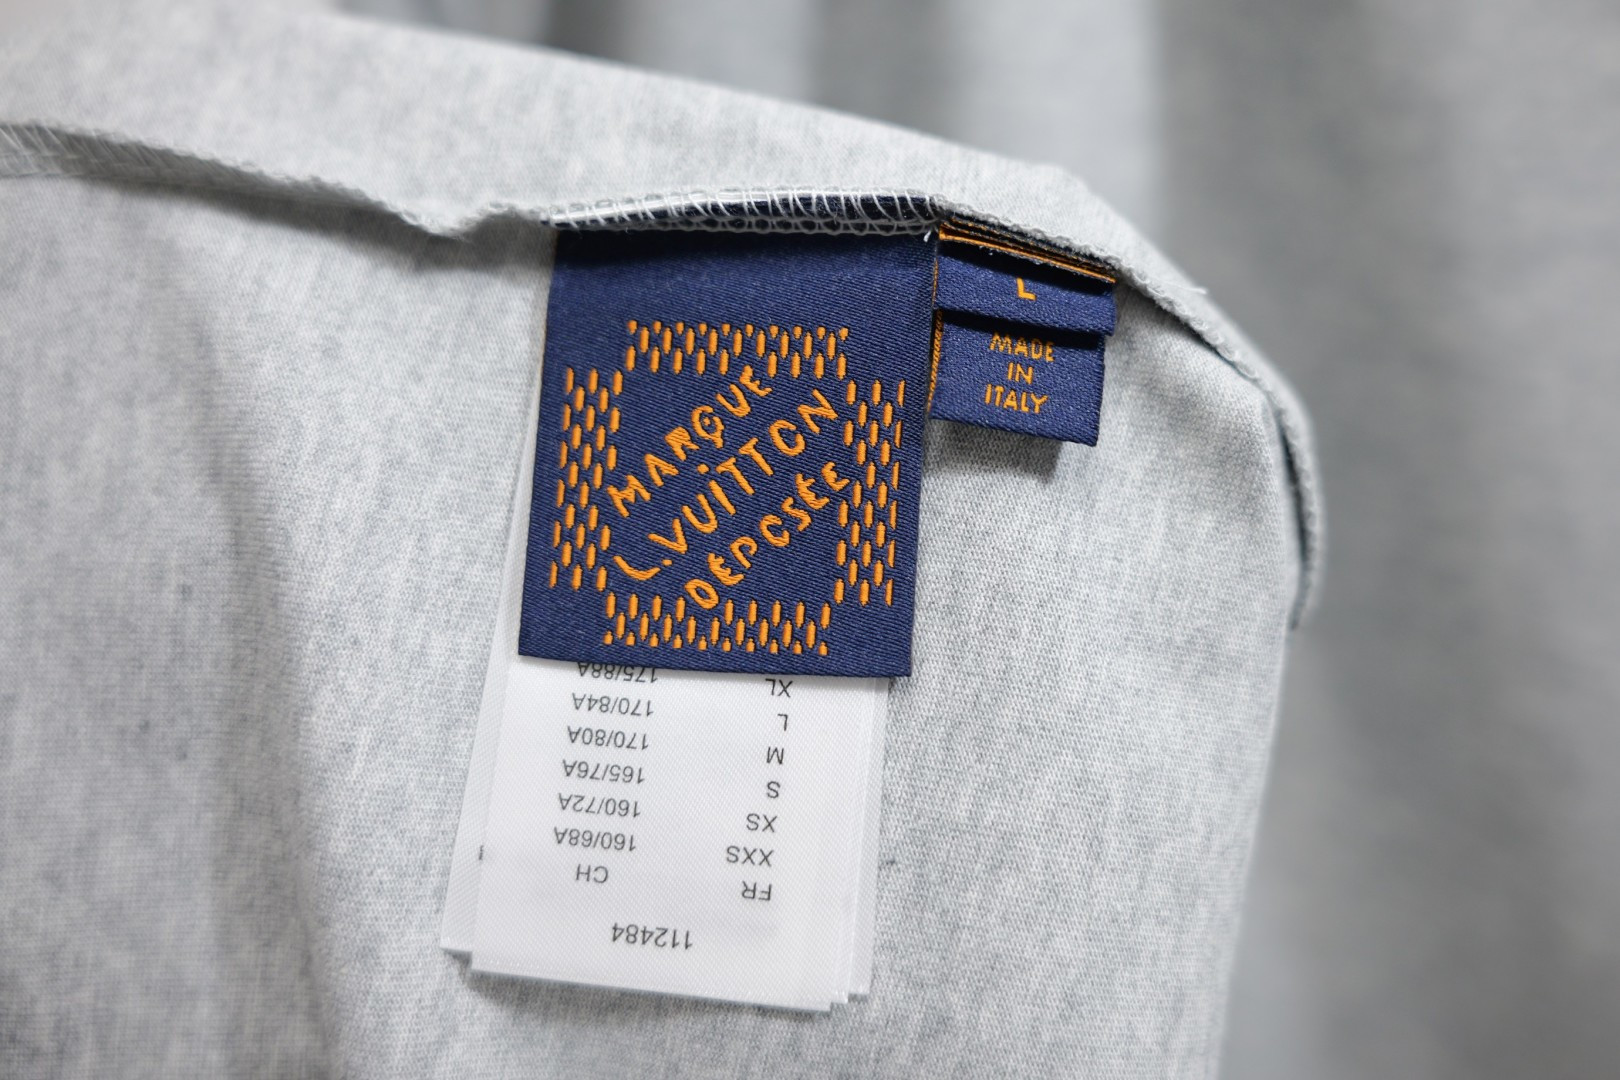 MARQUE
L.VUITTON
DÉPOSÉE
L
MADE
IN
ITALY
112484
FR CH
XXS 160/68A
XS 160/72A
S 165/76A
M 170/80A
L 170/84A
XL 175/88A